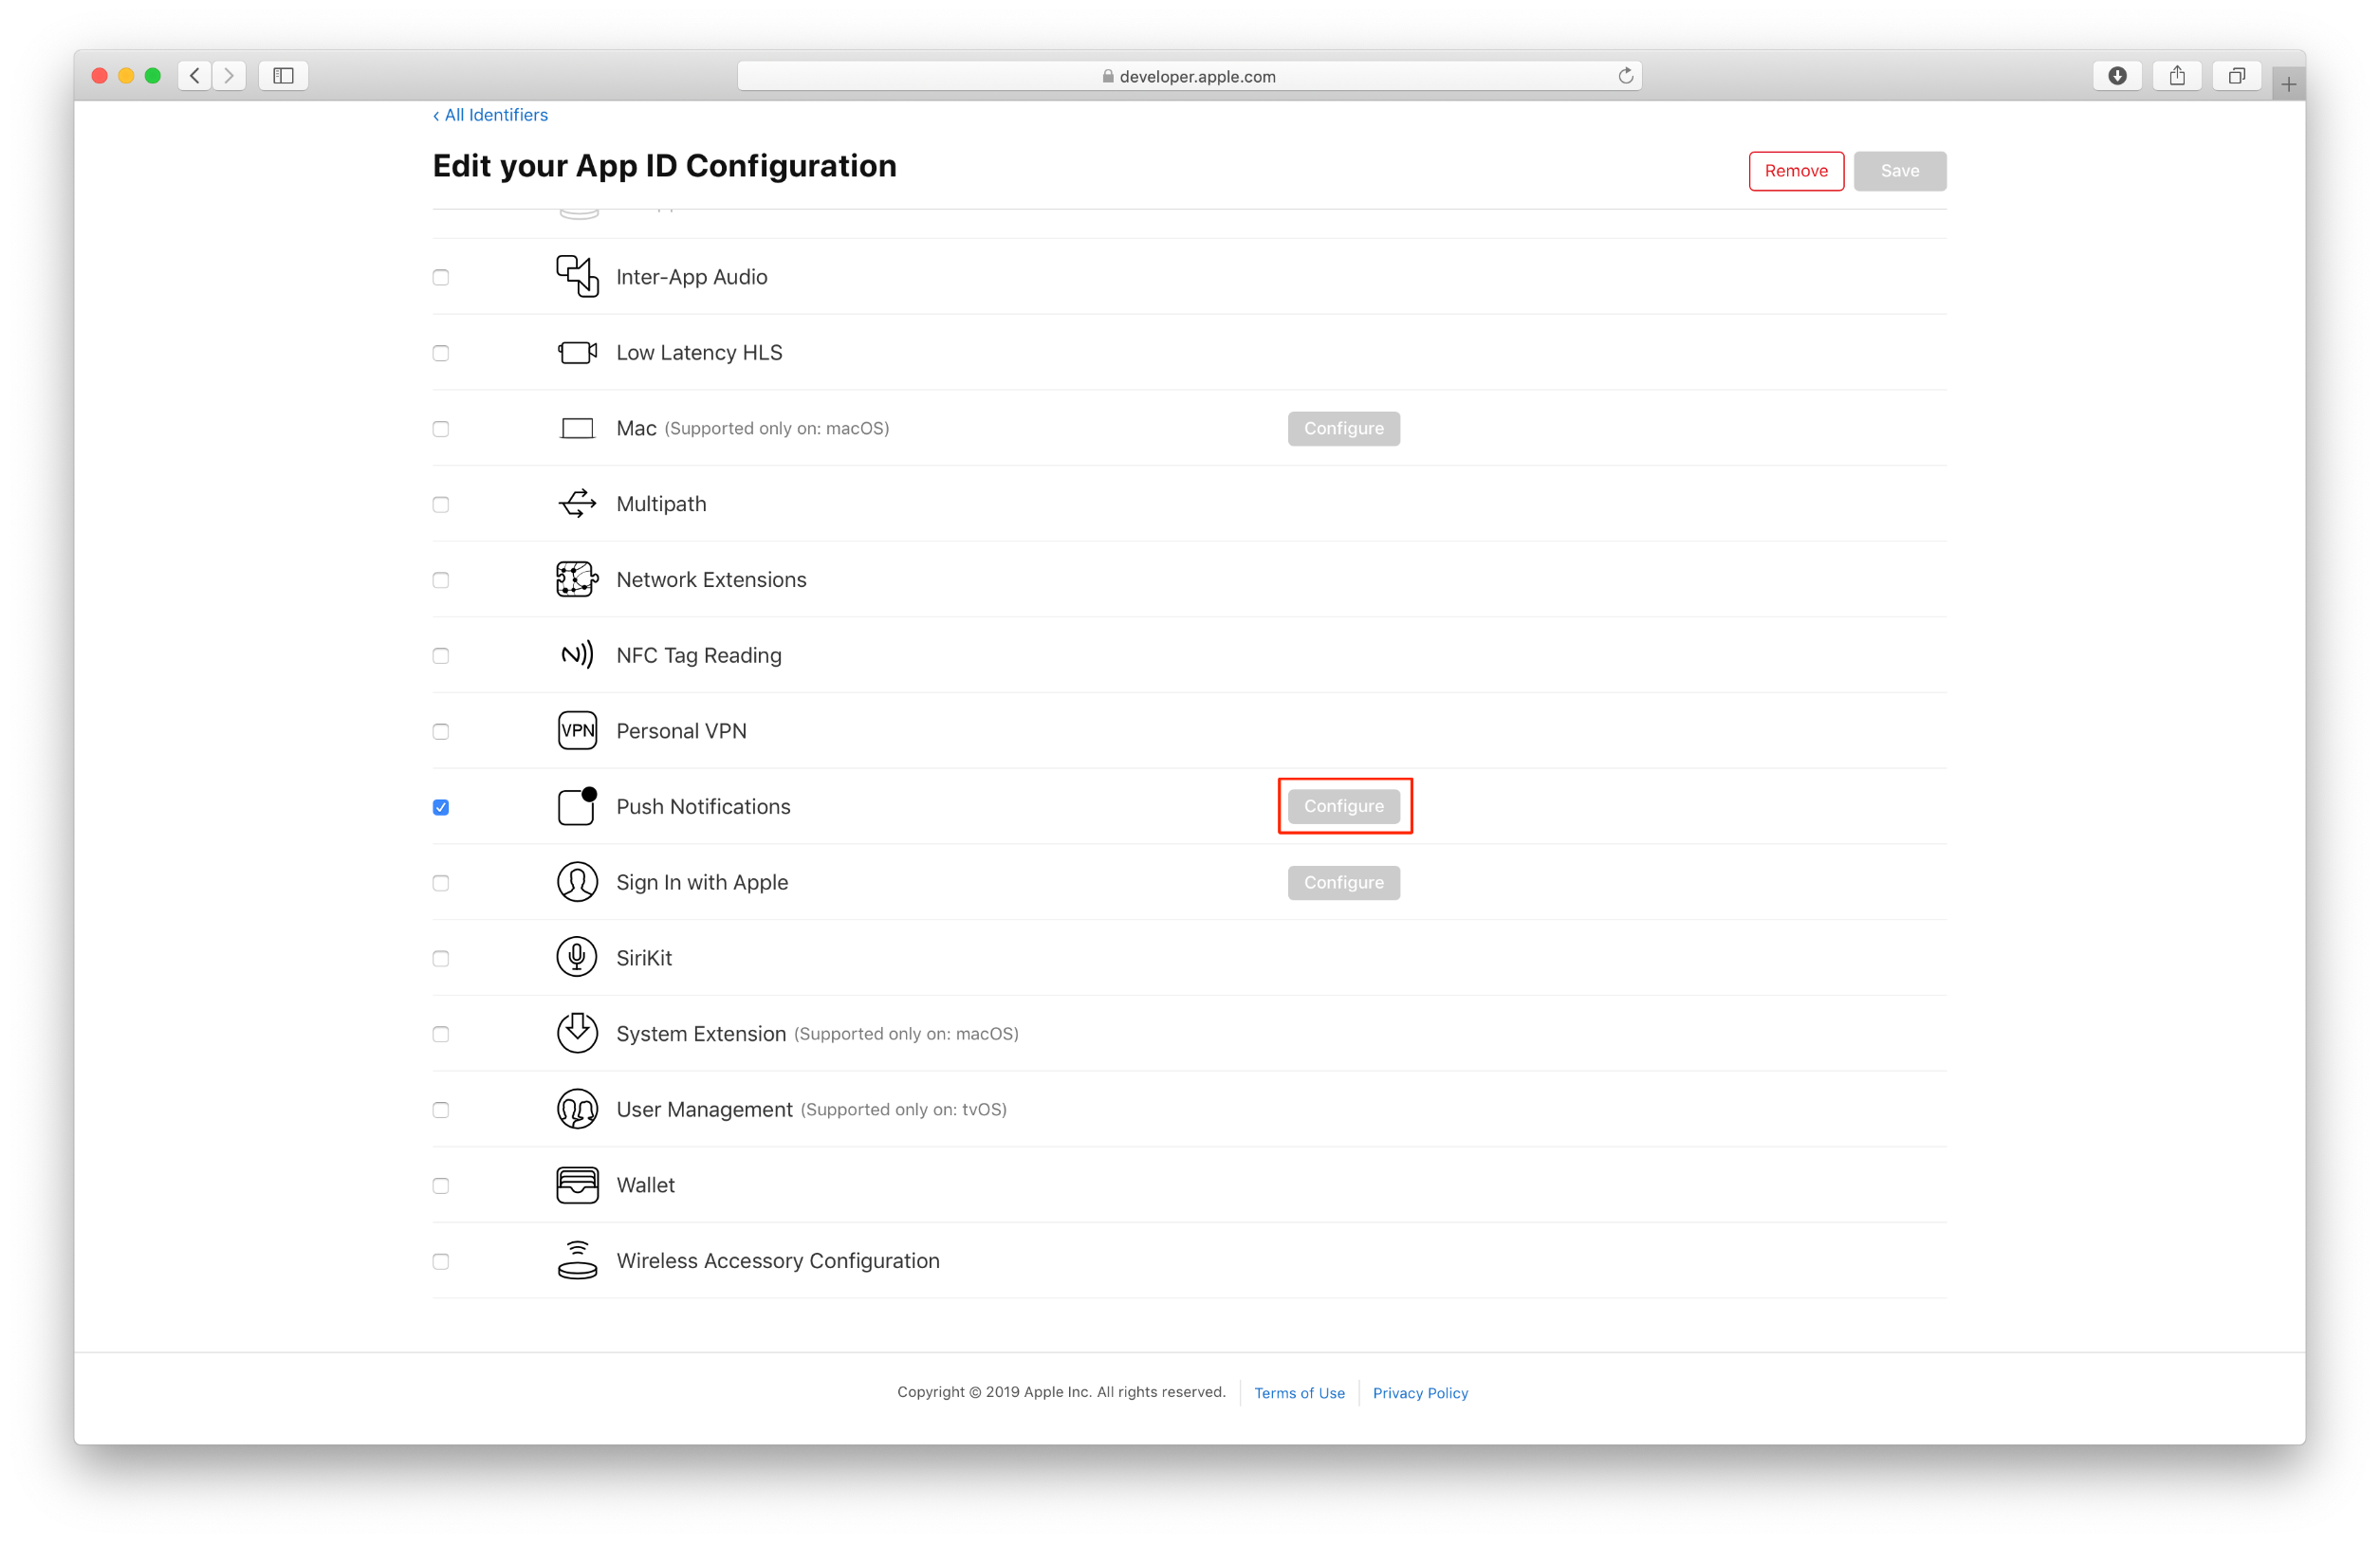 developer.apple.com
‹ All Identifiers
Edit your App ID Configuration
Remove
Save
Inter-App Audio
Low Latency HLS
Mac (Supported only on: macOS)
Configure
Multipath
Network Extensions
NFC Tag Reading
VPN
Personal VPN
Push Notifications
Configure
Sign In with Apple
Configure
SiriKit
System Extension (Supported only on: macOS)
User Management (Supported only on: tvOS)
Wallet
Wireless Accessory Configuration
Copyright © 2019 Apple Inc. All rights reserved. Terms of Use Privacy Policy